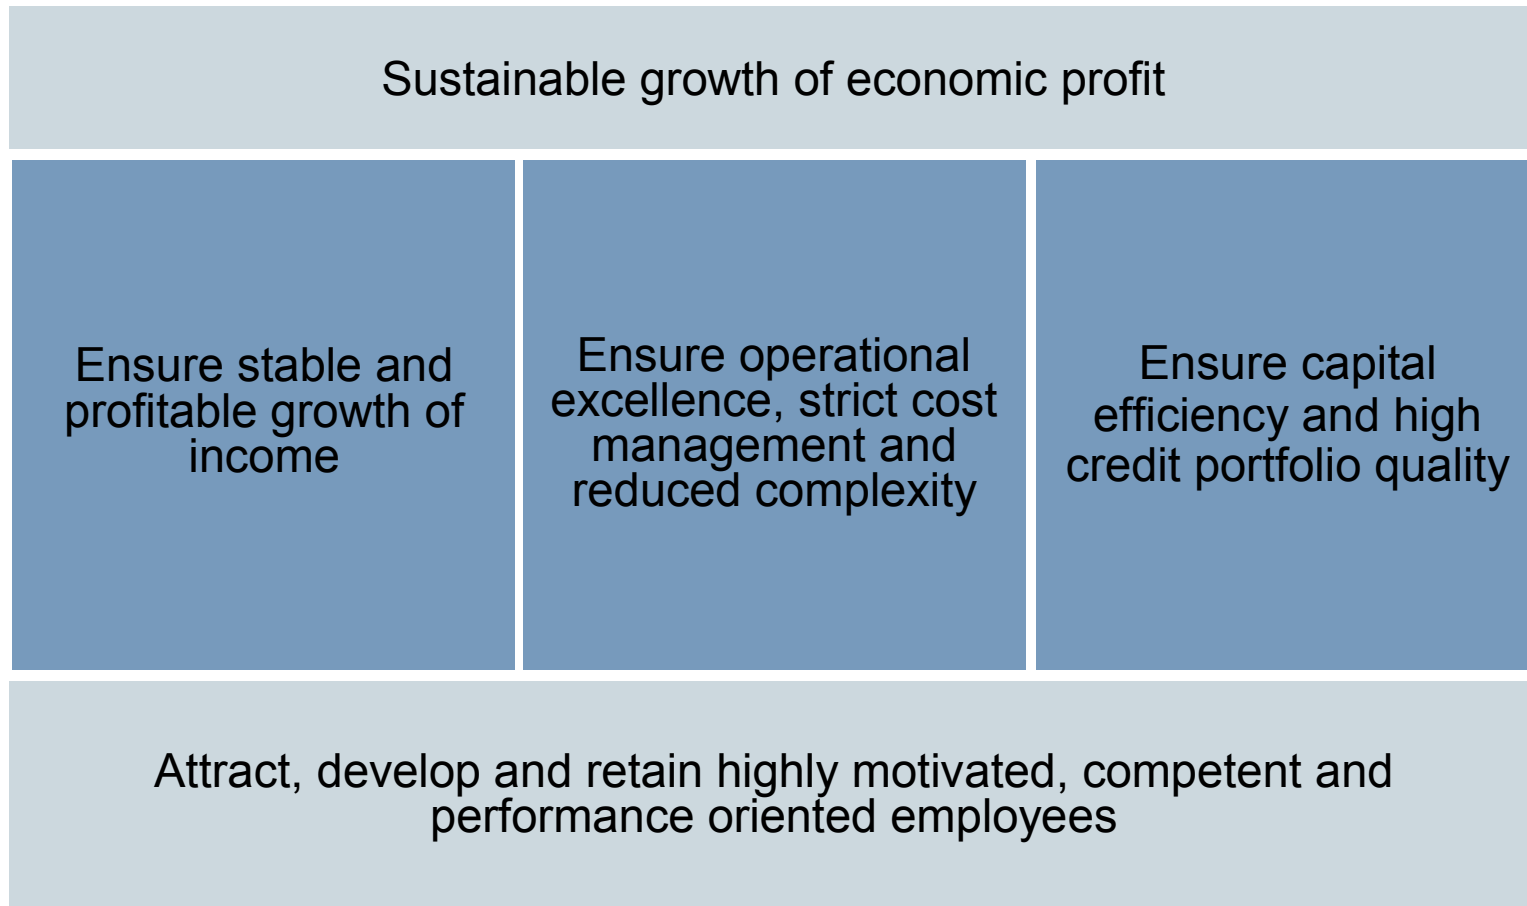 Sustainable growth of economic profit
Ensure stable and
profitable growth of
income
Ensure operational
excellence, strict cost
management and
reduced complexity
Ensure capital
efficiency and high
credit portfolio quality
Attract, develop and retain highly motivated, competent and
performance oriented employees